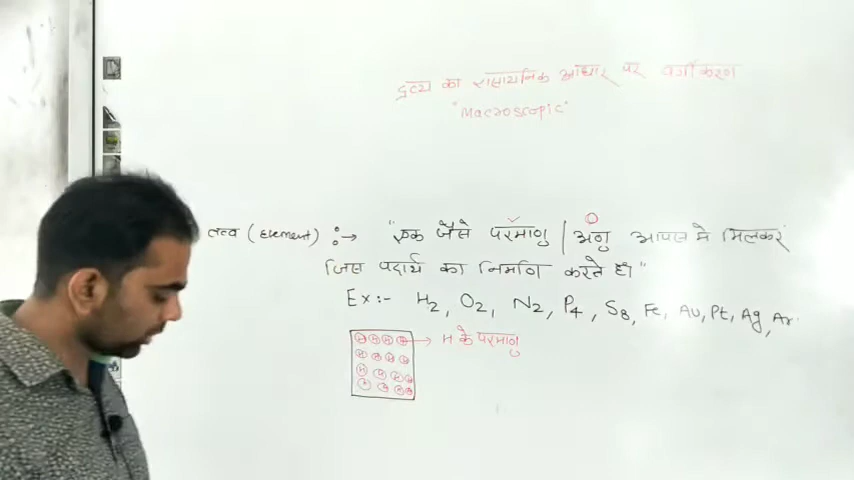 द्रव्य का रासायनिक आधार पर वर्गीकरण
"Macroscopic"
तत्व (Element) :→ "एक जैसे परमाणु | अणु आपस मे मिलकर
जिस पदार्थ का निर्माण करते है।"
Ex:- H₂, O₂, N₂, P₄, S₈, Fe, Au, Pt, Ag, Ar
→ H के परमाणु